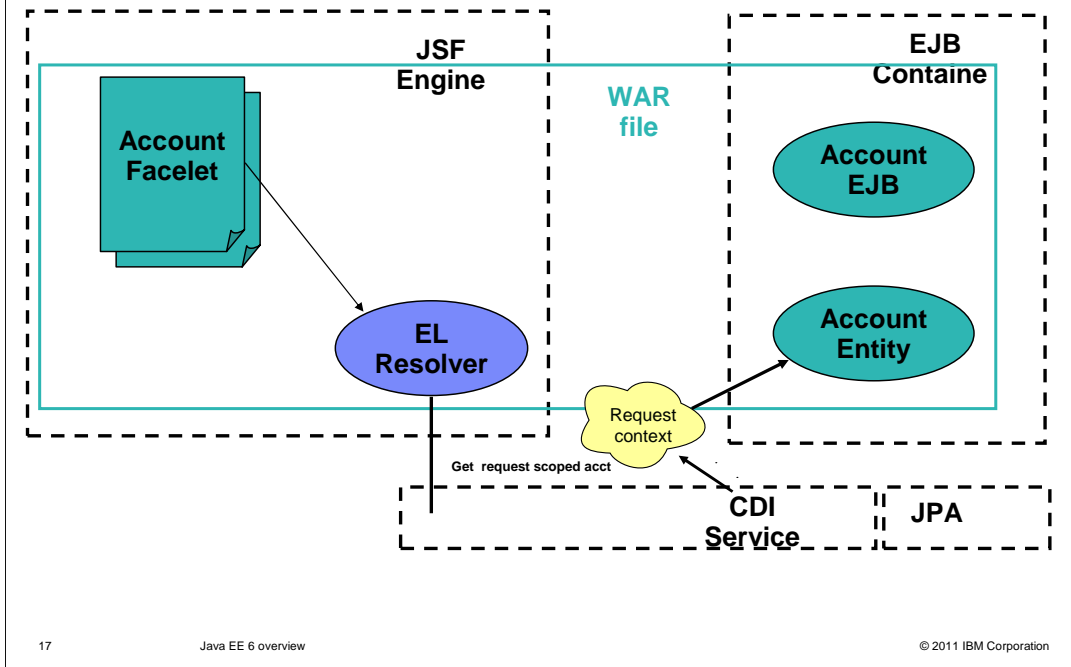 JSF
Engine
EJB
Containe
WAR
file
Account
Facelet
Account
EJB
EL
Resolver
Account
Entity
Request
context
Get request scoped acct
CDI
Service
JPA
17
Java EE 6 overview
© 2011 IBM Corporation